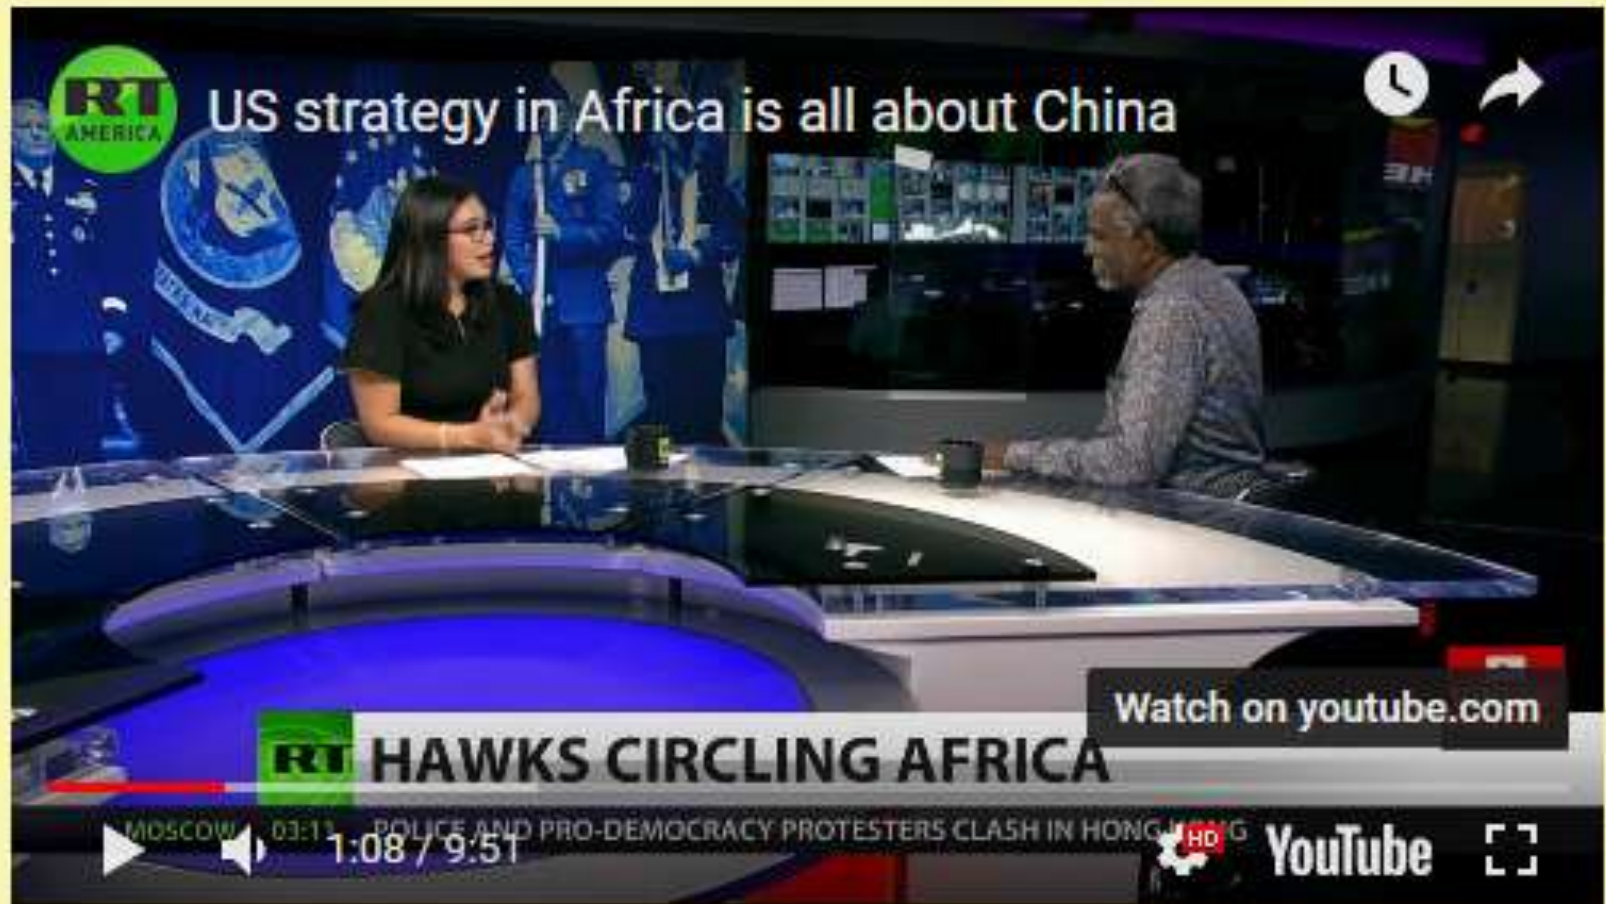 RT
AMERICA
US strategy in Africa is all about China
Watch on youtube.com
RT HAWKS CIRCLING AFRICA
MOSCOW 03:11 POLICE AND PRO-DEMOCRACY PROTESTERS CLASH IN HONG KONG
1:08 / 9:51
HD
YouTube